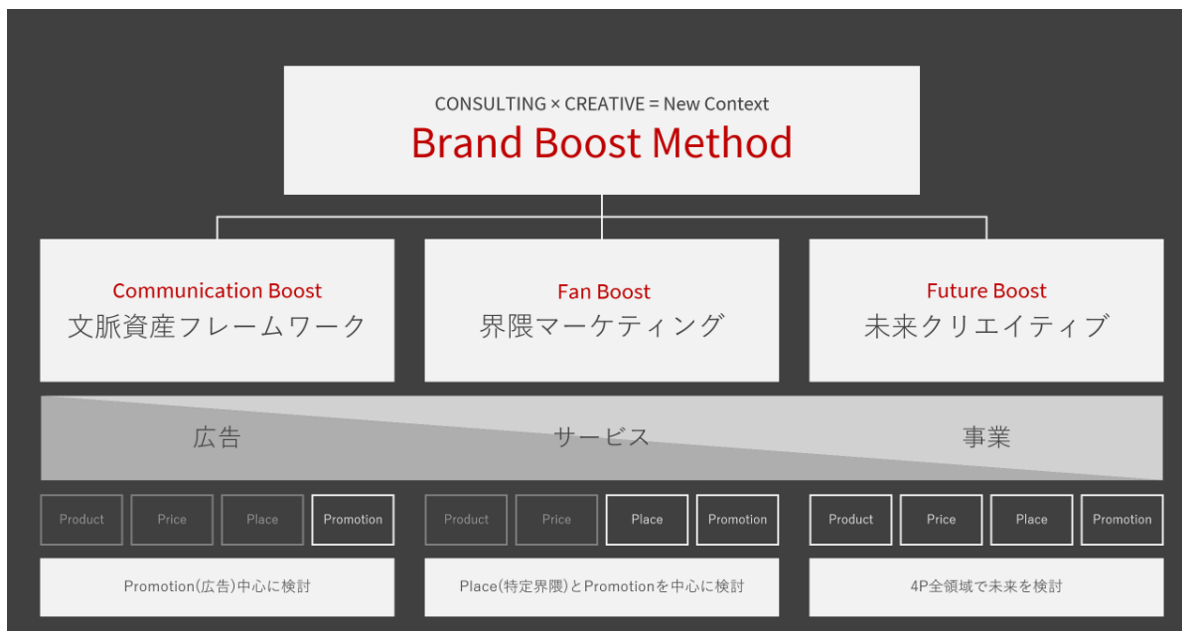 CONSULTING × CREATIVE = New Context
Brand Boost Method
Communication Boost
文脈資産フレームワーク
Fan Boost
界隈マーケティング
Future Boost
未来クリエイティブ
広告
サービス
事業
Product
Price
Place
Promotion
Product
Price
Place
Promotion
Product
Price
Place
Promotion
Promotion(広告)中心に検討
Place(特定界隈)とPromotionを中心に検討
4P全領域で未来を検討